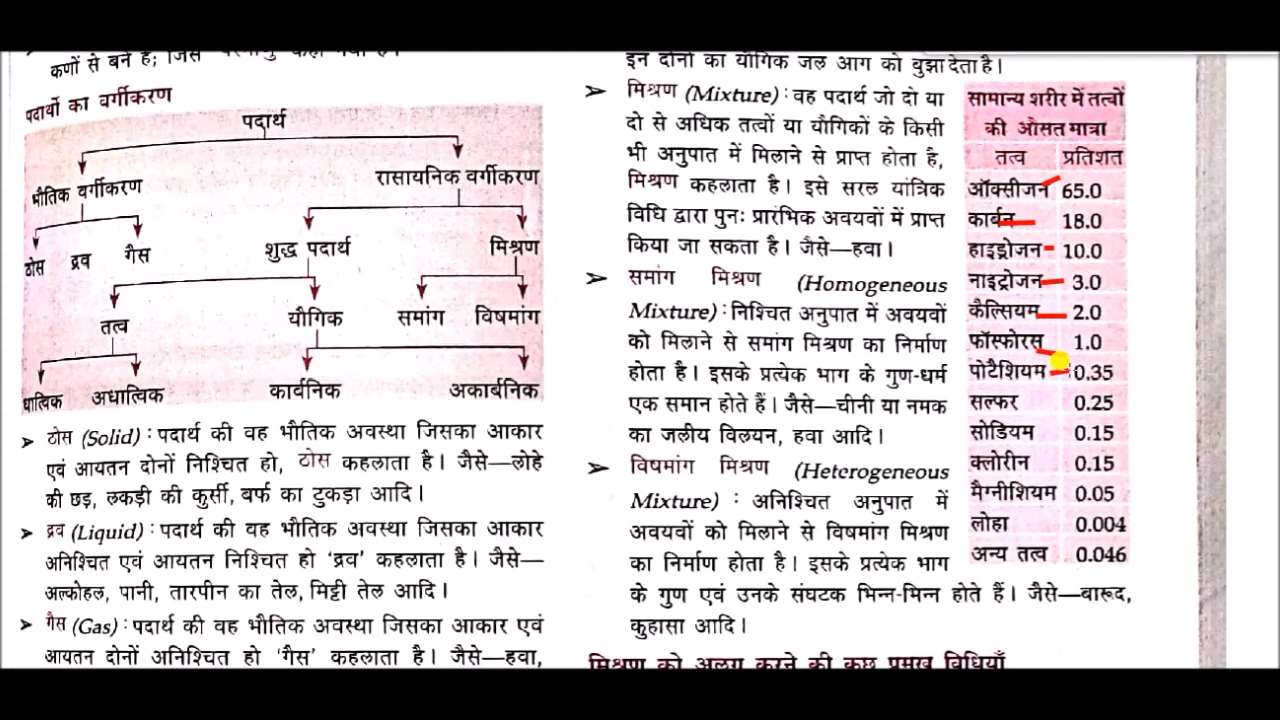 कणों से बने हैं; जिसे
पदार्थों का वर्गीकरण
पदार्थ
भौतिक वर्गीकरण
रासायनिक वर्गीकरण
ठोस द्रव गैस
शुद्ध पदार्थ
मिश्रण
तत्व
यौगिक
समांग
विषमांग
धात्विक
अधात्विक
कार्वनिक
अकार्बनिक
➢ ठोस (Solid) : पदार्थ की वह भौतिक अवस्था जिसका आकार
एवं आयतन दोनों निश्चित हो, ठोस कहलाता है। जैसे—लोहे
की छड़, लकड़ी की कुर्सी, बर्फ का टुकड़ा आदि।
➢ द्रव (Liquid) : पदार्थ की वह भौतिक अवस्था जिसका आकार
अनिश्चित एवं आयतन निश्चित हो ‘द्रव’ कहलाता है। जैसे—
अल्कोहल, पानी, तारपीन का तेल, मिट्टी तेल आदि।
➢ गैस (Gas) : पदार्थ की वह भौतिक अवस्था जिसका आकार एवं
आयतन दोनों अनिश्चित हो ‘गैस’ कहलाता है। जैसे—हवा,
इन दोनों का यौगिक जल आग को वुझा देता है।
➢ मिश्रण (Mixture) : वह पदार्थ जो दो या
दो से अधिक तत्वों या यौगिकों के किसी
भी अनुपात में मिलाने से प्राप्त होता है,
मिश्रण कहलाता है। इसे सरल यांत्रिक
विधि द्वारा पुनः प्रारंभिक अवयवों में प्राप्त
किया जा सकता है। जैसे—हवा।
➢ समांग मिश्रण (Homogeneous
Mixture) : निश्चित अनुपात में अवयवों
को मिलाने से समांग मिश्रण का निर्माण
होता है। इसके प्रत्येक भाग के गुण-धर्म
एक समान होते हैं। जैसे—चीनी या नमक
का जलीय विलयन, हवा आदि।
➢ विषमांग मिश्रण (Heterogeneous
Mixture) : अनिश्चित अनुपात में
अवयवों को मिलाने से विषमांग मिश्रण
का निर्माण होता है। इसके प्रत्येक भाग
के गुण एवं उनके संघटक भिन्न-भिन्न होते हैं। जैसे—बारूद,
कुहासा आदि।
मिश्रण को अलग करने की कुछ प्रमुख विधियाँ
सामान्य शरीर में तत्वों
की औसत मात्रा
तत्व प्रतिशत
ऑक्सीजन 65.0
कार्वन 18.0
हाइड्रोजन 10.0
नाइट्रोजन 3.0
कैल्सियम 2.0
फॉस्फोरस 1.0
पोटैशियम 0.35
सल्फर 0.25
सोडियम 0.15
क्लोरीन 0.15
मैग्नीशियम 0.05
लोहा 0.004
अन्य तत्व 0.046